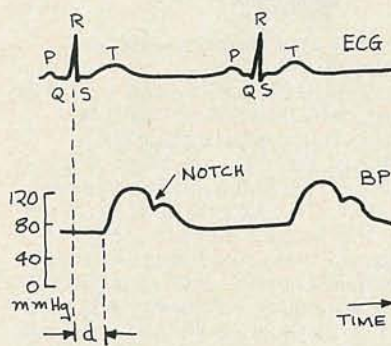 R R
P T P T ECG
Q S Q S
NOTCH BP
120
80
40
0
mmHg
d
TIME